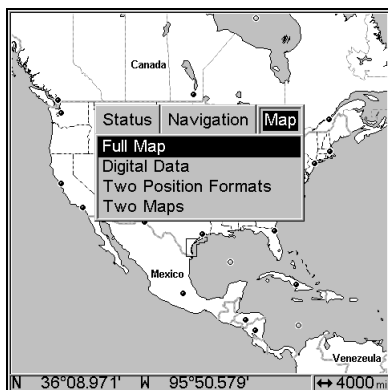 Canada
Status Navigation Map
Full Map
Digital Data
Two Position Formats
Two Maps
Mexico
Venezuela
N 36°08.971' W 95°50.579' ↔ 4000 mi